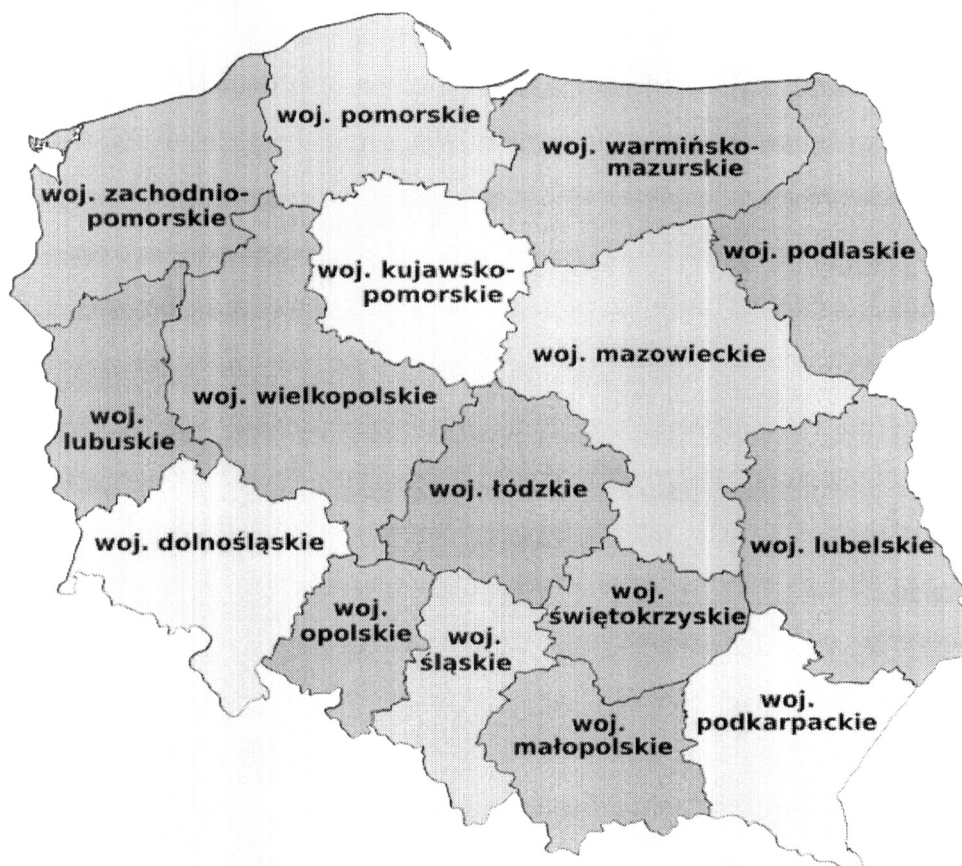 woj. pomorskie
woj. warmińsko-
mazurskie
woj. zachodnio-
pomorskie
woj. podlaskie
woj. kujawsko-
pomorskie
woj. mazowieckie
woj. wielkopolskie
woj.
lubuskie
woj. łódzkie
woj. dolnośląskie
woj. lubelskie
woj.
opolskie
woj.
świętokrzyskie
woj.
śląskie
woj.
podkarpackie
woj.
małopolskie